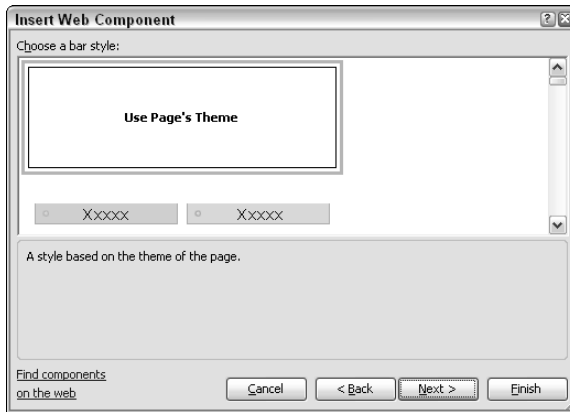 Insert Web Component
Choose a bar style:
Use Page's Theme
Xxxxx Xxxxx
A style based on the theme of the page.
Find components
on the web
Cancel < Back Next > Finish